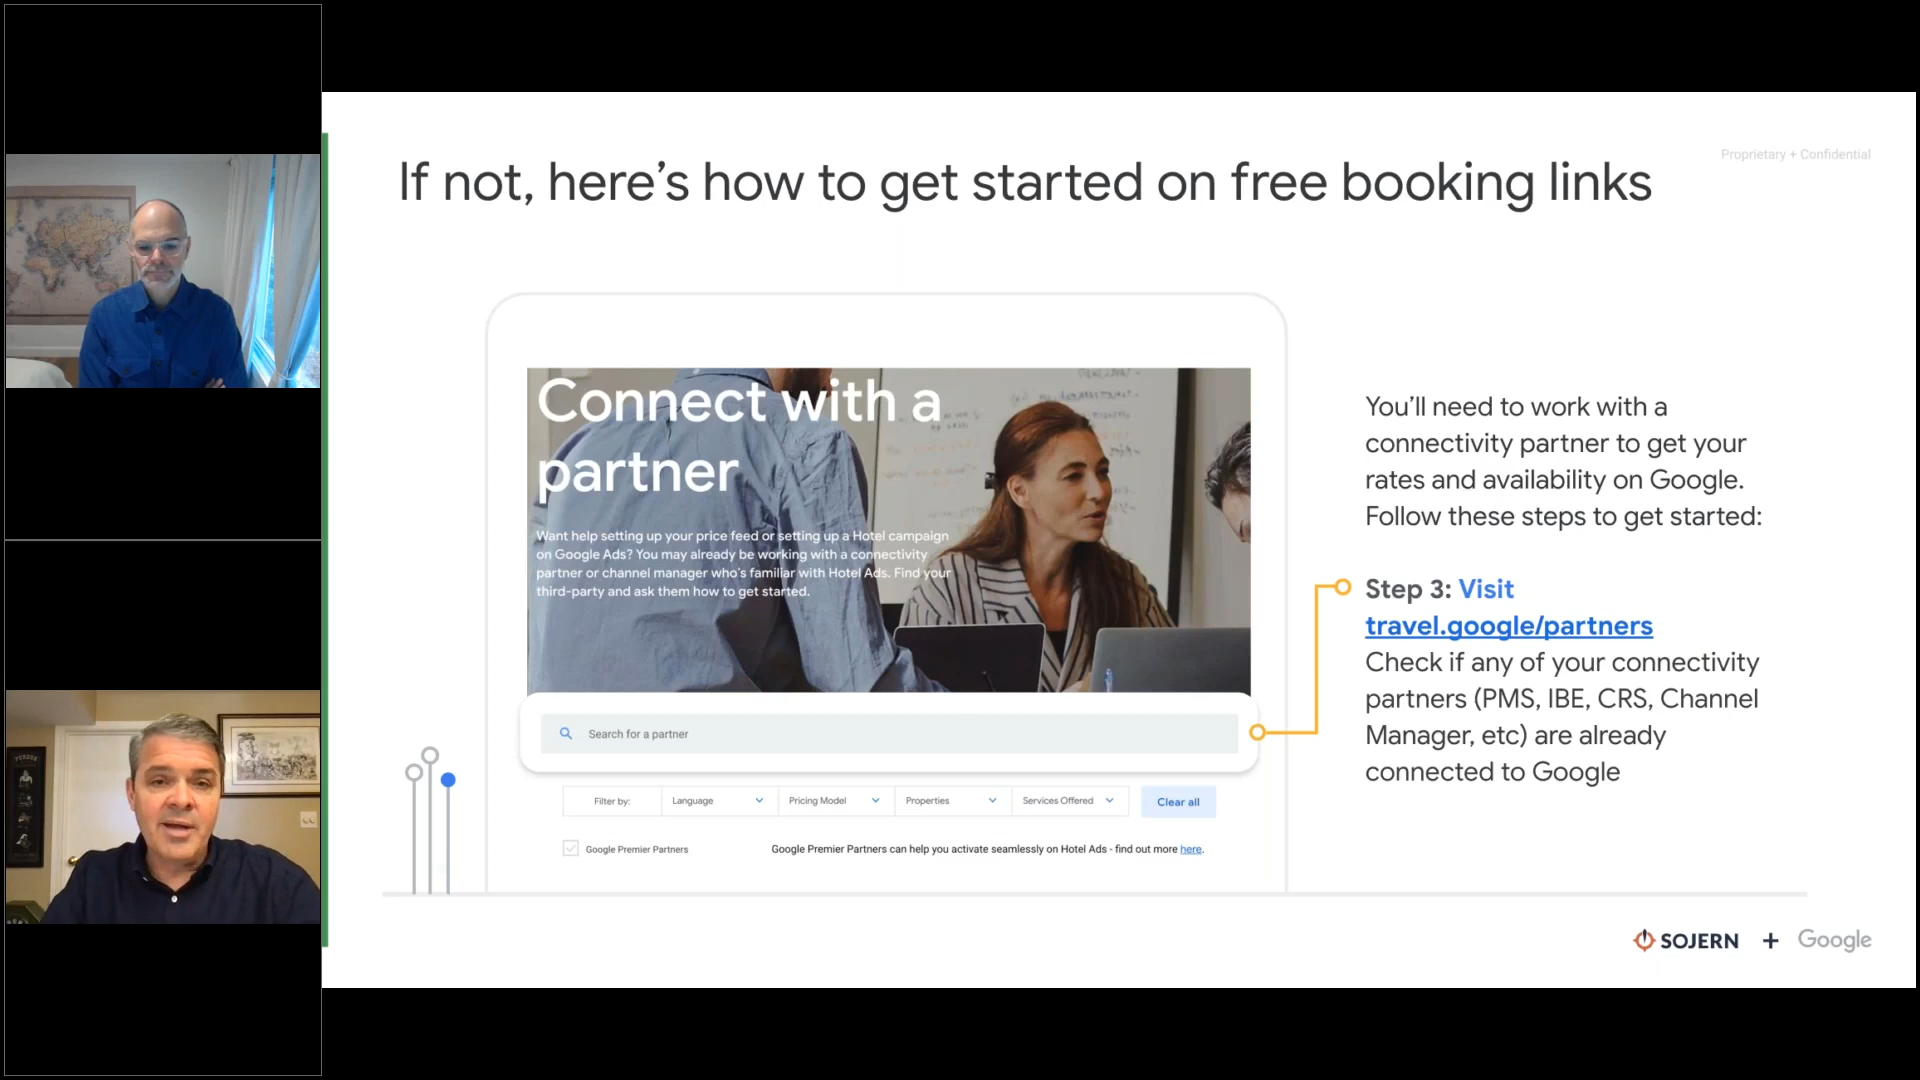 Proprietary + Confidential
If not, here’s how to get started on free booking links
Connect with a
partner
Want help setting up your price feed or setting up a Hotel campaign
on Google Ads? You may already be working with a connectivity
partner or channel manager who’s familiar with Hotel Ads. Find your
third-party and ask them how to get started.
Search for a partner
Filter by:
Language
Pricing Model
Properties
Services Offered
Clear all
Google Premier Partners
Google Premier Partners can help you activate seamlessly on Hotel Ads - find out more here.
You’ll need to work with a
connectivity partner to get your
rates and availability on Google.
Follow these steps to get started:
Step 3: Visit
travel.google/partners
Check if any of your connectivity
partners (PMS, IBE, CRS, Channel
Manager, etc) are already
connected to Google
SOJERN + Google
PURDUE